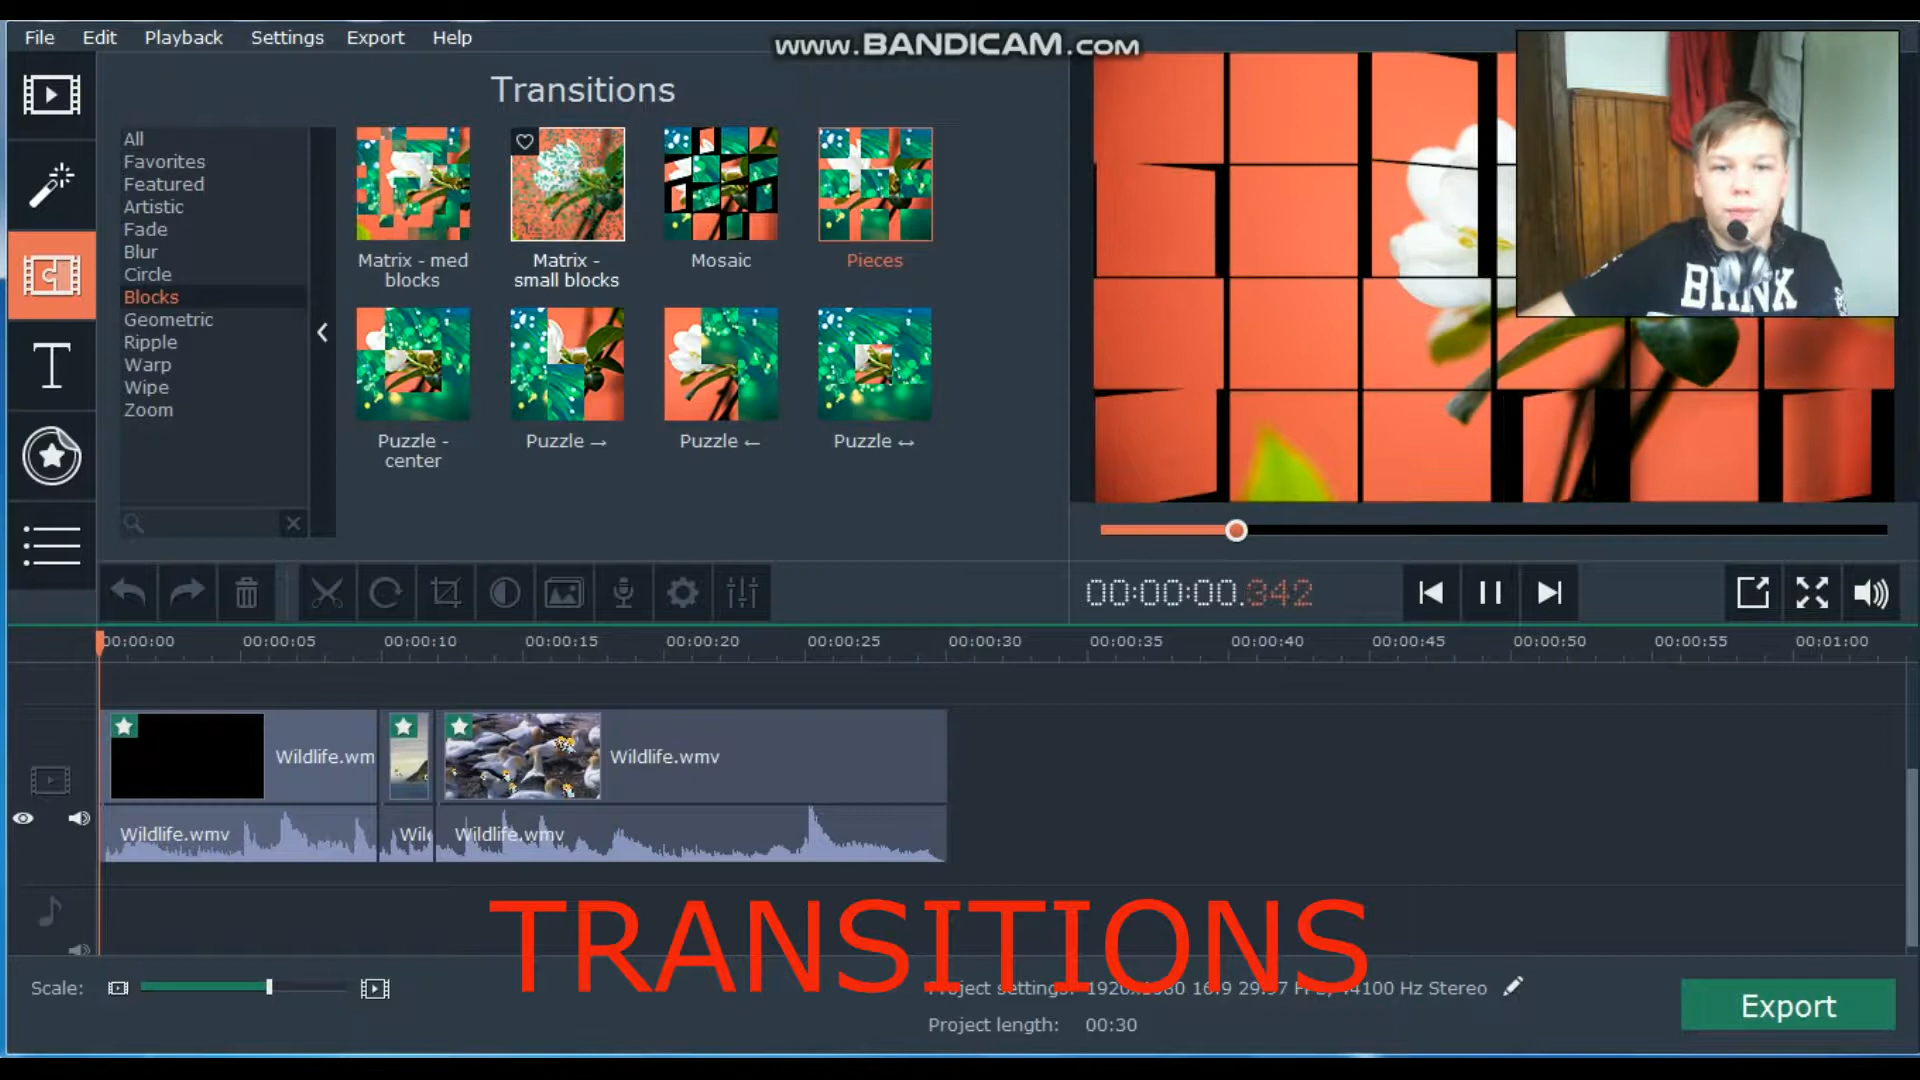 File Edit Playback Settings Export Help
www.BANDICAM.com
Transitions
All
Favorites
Featured
Artistic
Fade
Blur
Circle
Blocks
Geometric
Ripple
Warp
Wipe
Zoom
Matrix - med
blocks
Matrix -
small blocks
Mosaic
Pieces
Puzzle -
center
Puzzle →
Puzzle ←
Puzzle ↔
00:00:00.342
00:00:00 00:00:05 00:00:10 00:00:15 00:00:20 00:00:25 00:00:30 00:00:35 00:00:40 00:00:45 00:00:50 00:00:55 00:01:00
Wildlife.wm
Wildlife.wmv
Wildlife.wmv
Wild
Wildlife.wmv
TRANSITIONS
Scale:
Project settings: 1920x1080 16:9 29.97 FPS, 44100 Hz Stereo
Project length: 00:30
Export